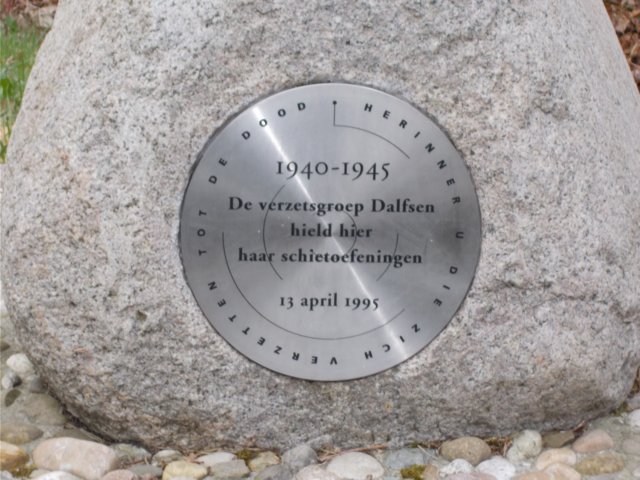 HERINNER U DIE ZICH VERZETTEN TOT DE DOOD
1940-1945
De verzetsgroep Dalfsen
hield hier
haar schietoefeningen
13 april 1995